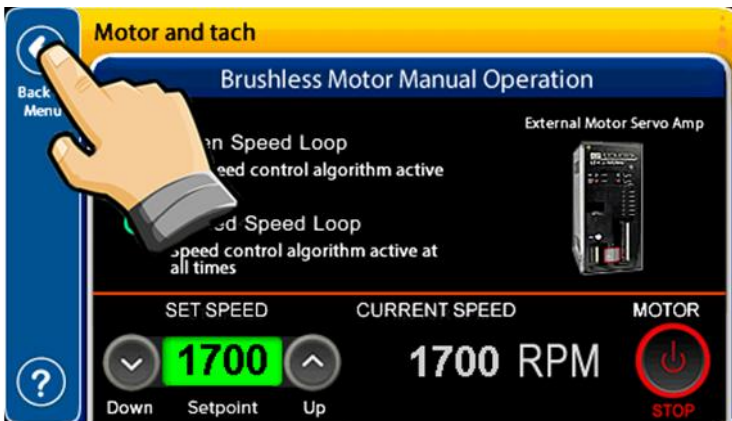 Motor and tach
Back
Menu
Brushless Motor Manual Operation
External Motor Servo Amp
en Speed Loop
eed control algorithm active
ed Speed Loop
Speed control algorithm active at
all times
SET SPEED
CURRENT SPEED
MOTOR
1700
1700 RPM
?
Down
Setpoint
Up
STOP